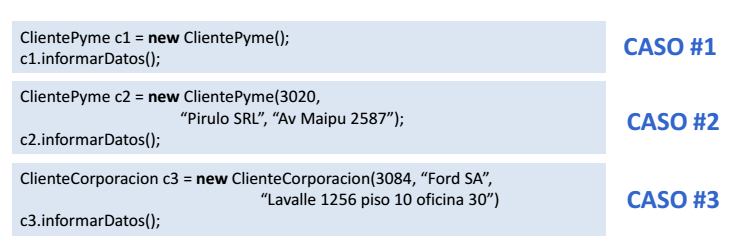 ClientePyme c1 = new ClientePyme();
c1.informarDatos();
CASO #1
ClientePyme c2 = new ClientePyme(3020,
“Pirulo SRL”, “Av Maipu 2587”);
c2.informarDatos();
CASO #2
ClienteCorporacion c3 = new ClienteCorporacion(3084, “Ford SA”,
“Lavalle 1256 piso 10 oficina 30”)
c3.informarDatos();
CASO #3